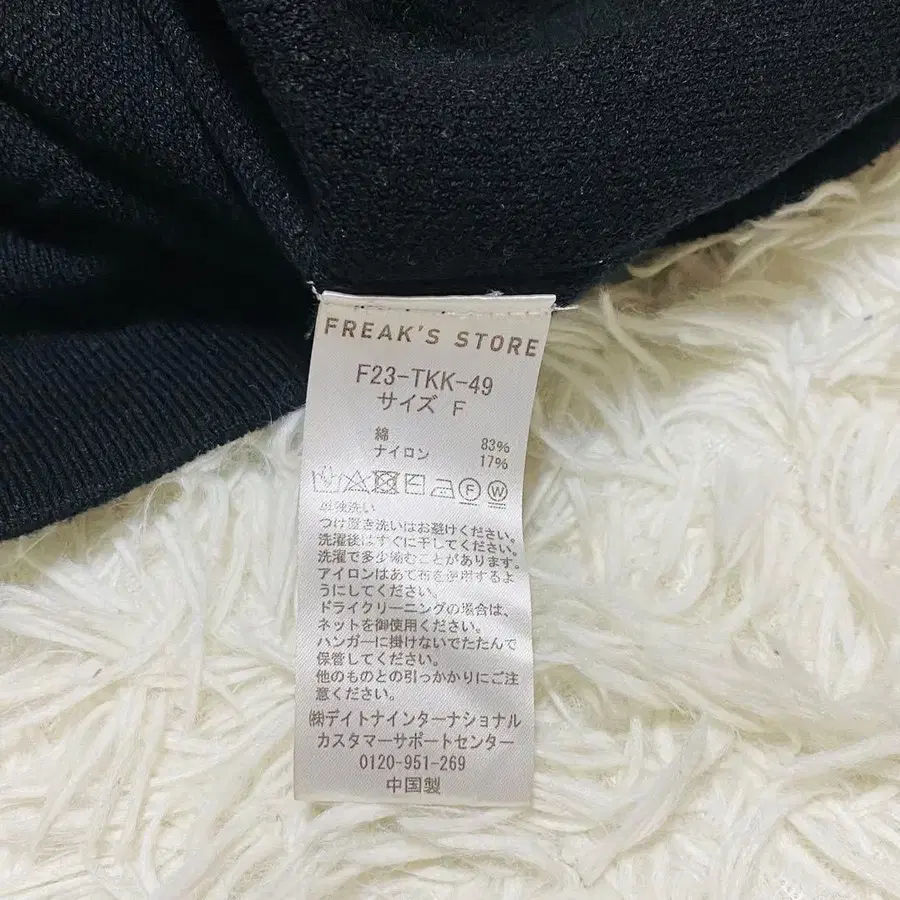 FREAK'S STORE
F23-TKK-49
サイズ F
綿 83%
ナイロン 17%
F W
単独洗い
つけ置き洗いはお避けください。
洗濯後はすぐに干してください。
洗濯で多少縮むことがあります。
アイロンはあて布を使用するよ
うにしてください。
ドライクリーニングの場合は、
ネットを御使用ください。
ハンガーに掛けないでたたんで
保管してください。
他のものとの引っかかりにご注
意ください。
㈱デイトナインターナショナル
カスタマーサポートセンター
0120-951-269
中国製